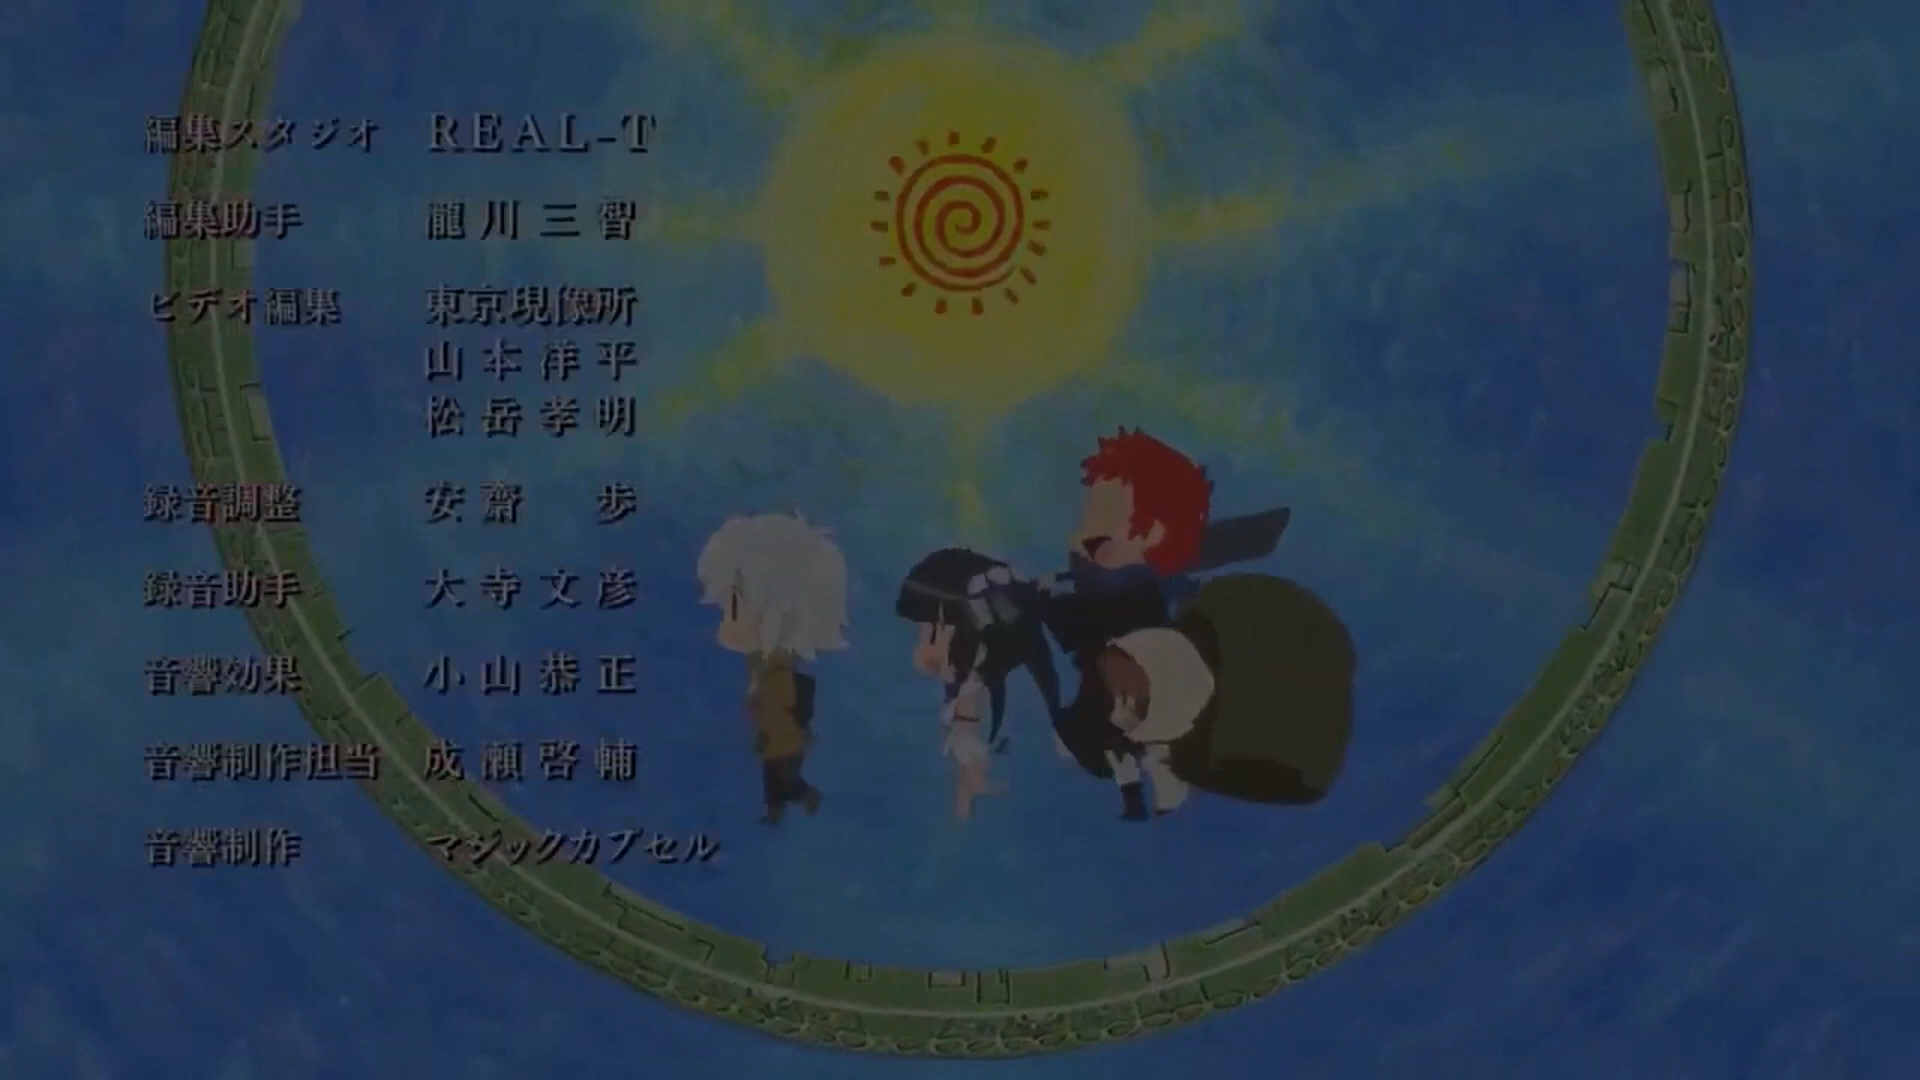 編集スタジオ REAL-T
編集助手 瀧川三智
ビデオ編集 東京現像所
山本洋平
松岳孝明
録音調整 安齋 歩
録音助手 大寺文彦
音響効果 小山恭正
音響制作担当 成瀬啓輔
音響制作 マジックカプセル